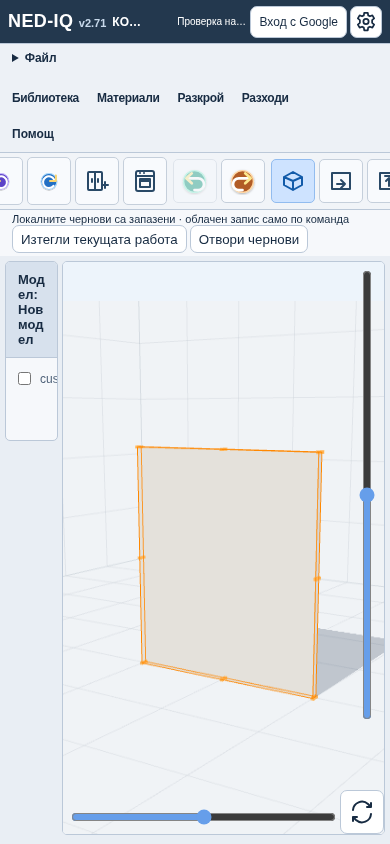 NED-IQ v2.71 КО... Проверка на... Вход с Google
Файл
Библиотека Материали Разкрой Разходи
Помощ
Локалните чернови са запазени · облачен запис само по команда
Изтегли текущата работа Отвори чернови
Мод
ел:
Нов
мод
ел
cus